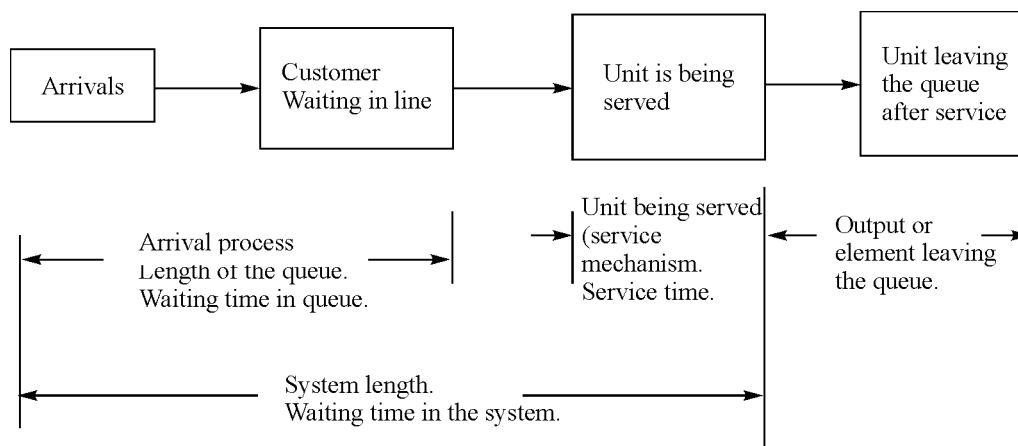 Arrivals
Customer
Waiting in line
Unit is being
served
Unit leaving
the queue
after service
Arrival process
Length of the queue.
Waiting time in queue.
Unit being served
(service
mechanism.
Service time.
Output or
element leaving
the queue.
System length.
Waiting time in the system.